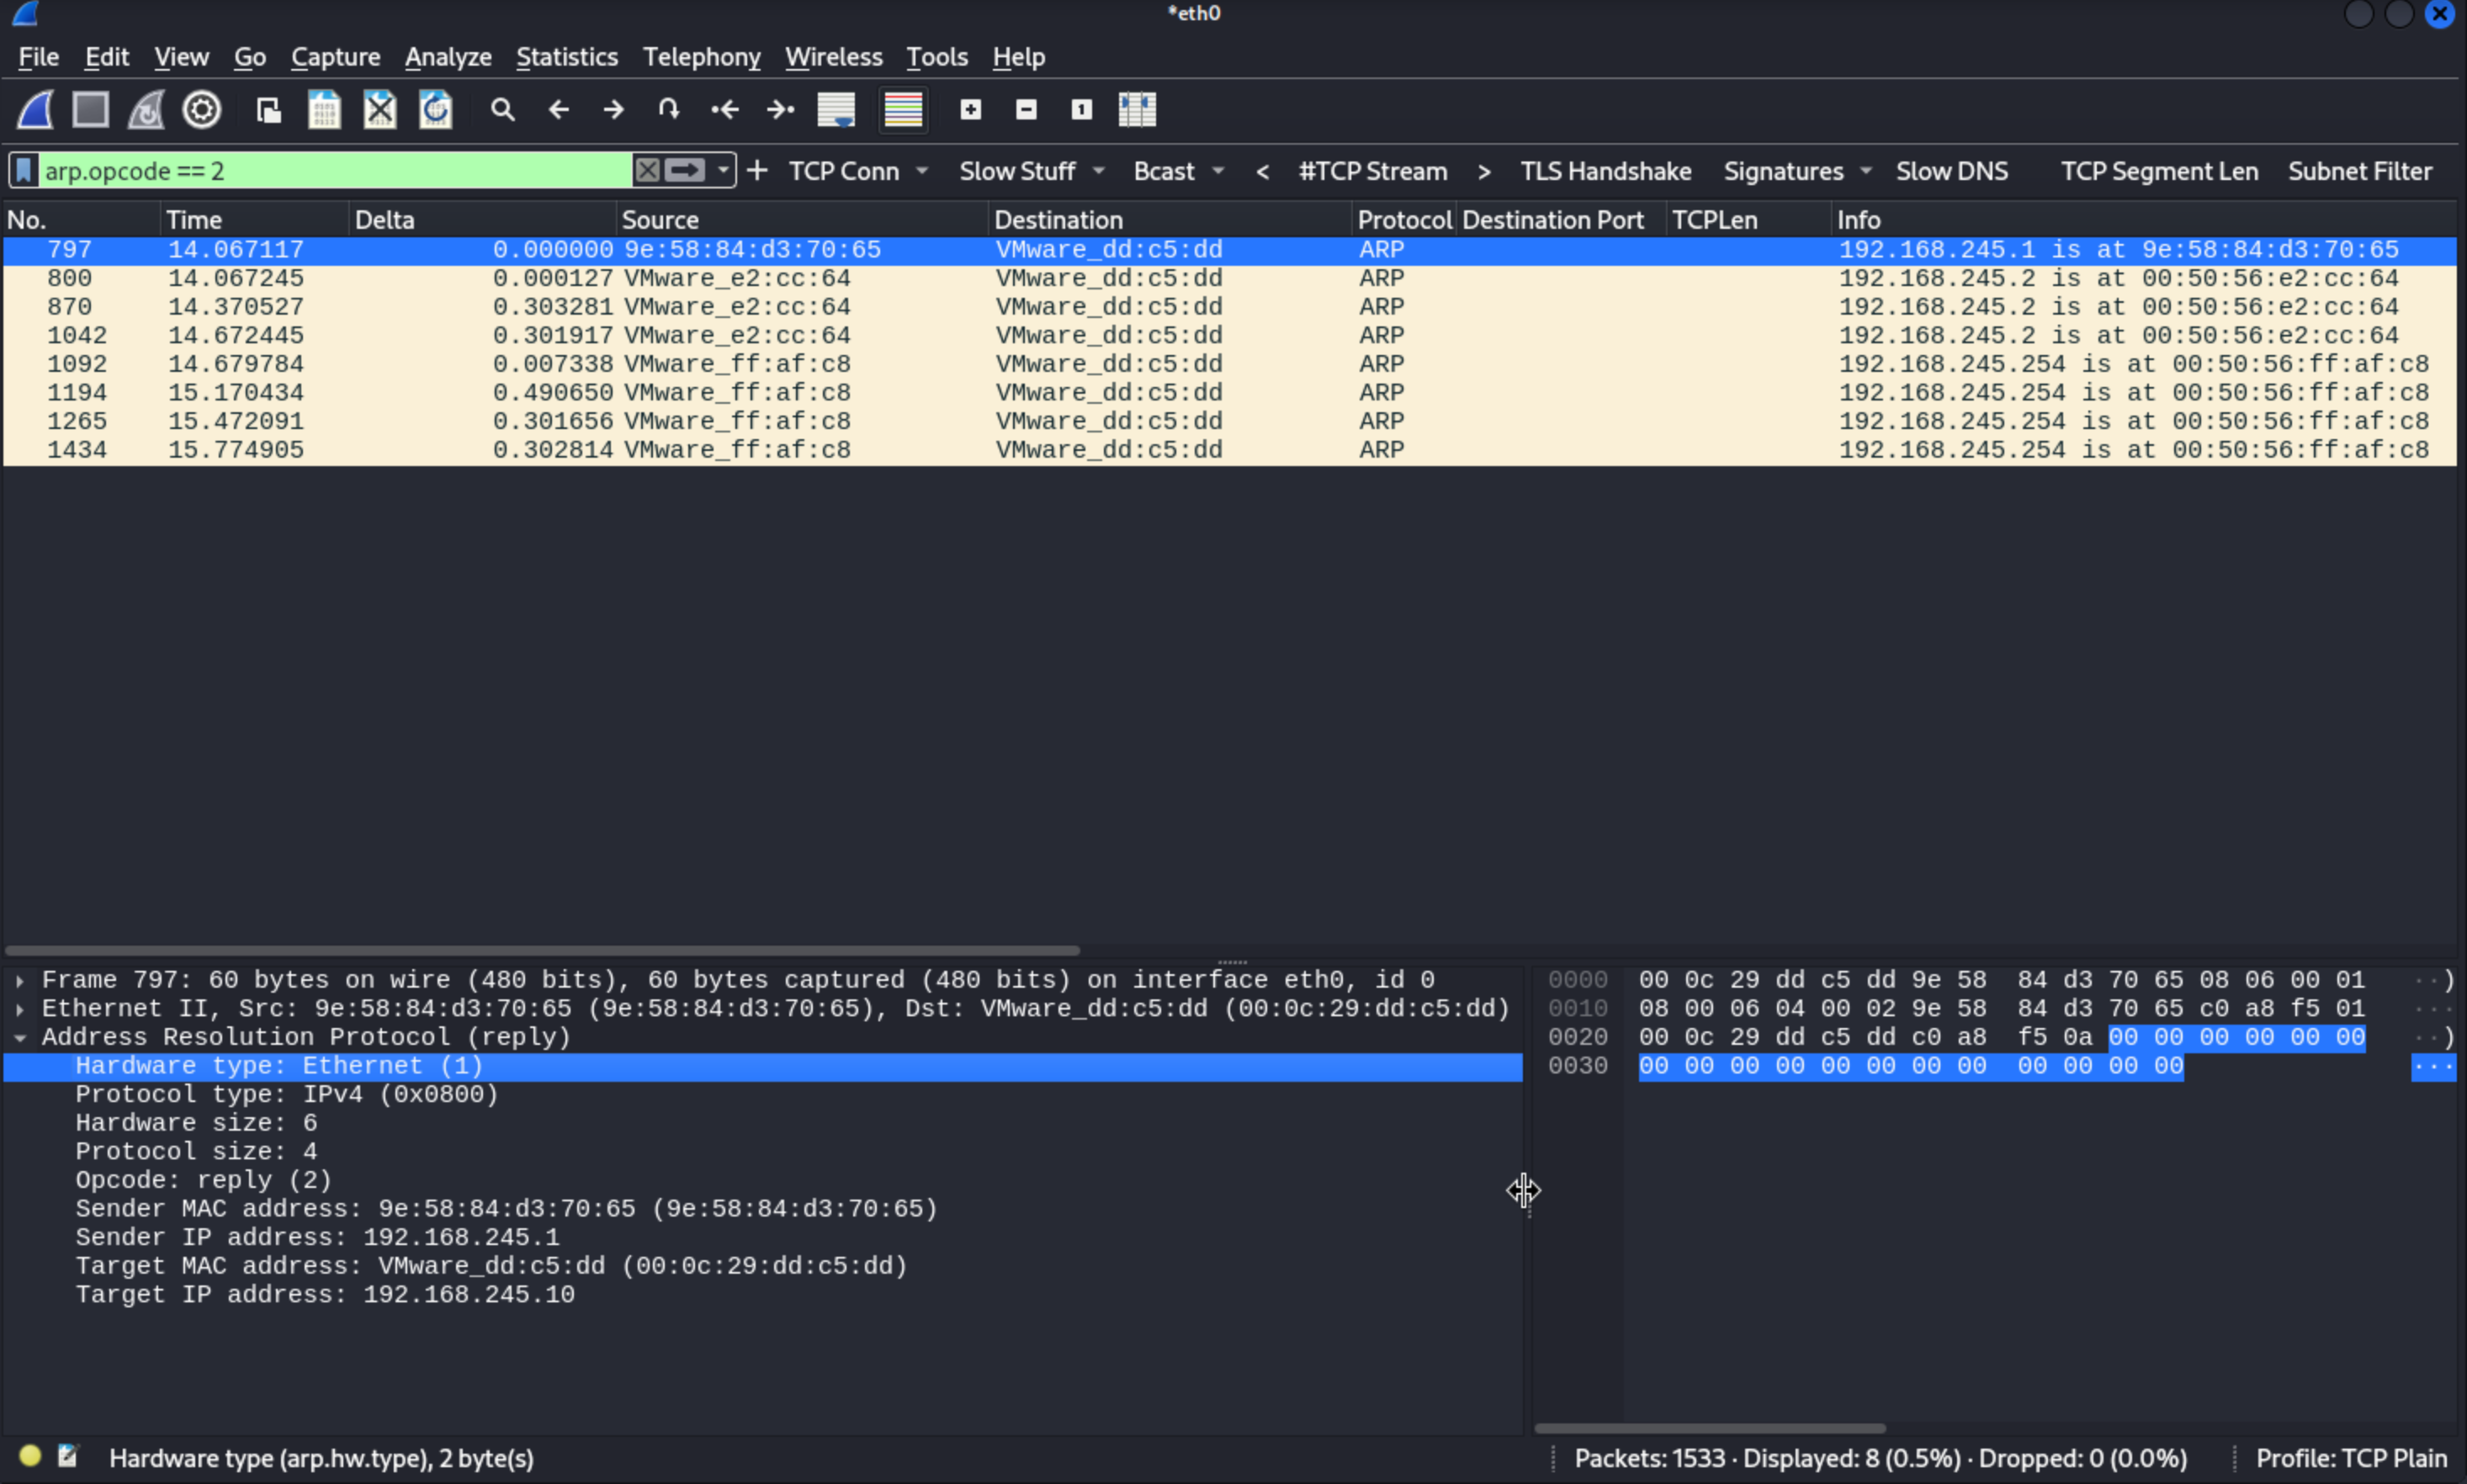 *eth0
File Edit View Go Capture Analyze Statistics Telephony Wireless Tools Help
arp.opcode == 2 + TCP Conn Slow Stuff Bcast < #TCP Stream > TLS Handshake Signatures Slow DNS TCP Segment Len Subnet Filter
No. Time Delta Source Destination Protocol Destination Port TCPLen Info
797 14.067117 0.000000 9e:58:84:d3:70:65 VMware_dd:c5:dd ARP 192.168.245.1 is at 9e:58:84:d3:70:65
800 14.067245 0.000127 VMware_e2:cc:64 VMware_dd:c5:dd ARP 192.168.245.2 is at 00:50:56:e2:cc:64
870 14.370527 0.303281 VMware_e2:cc:64 VMware_dd:c5:dd ARP 192.168.245.2 is at 00:50:56:e2:cc:64
1042 14.672445 0.301917 VMware_e2:cc:64 VMware_dd:c5:dd ARP 192.168.245.2 is at 00:50:56:e2:cc:64
1092 14.679784 0.007338 VMware_ff:af:c8 VMware_dd:c5:dd ARP 192.168.245.254 is at 00:50:56:ff:af:c8
1194 15.170434 0.490650 VMware_ff:af:c8 VMware_dd:c5:dd ARP 192.168.245.254 is at 00:50:56:ff:af:c8
1265 15.472091 0.301656 VMware_ff:af:c8 VMware_dd:c5:dd ARP 192.168.245.254 is at 00:50:56:ff:af:c8
1434 15.774905 0.302814 VMware_ff:af:c8 VMware_dd:c5:dd ARP 192.168.245.254 is at 00:50:56:ff:af:c8
Frame 797: 60 bytes on wire (480 bits), 60 bytes captured (480 bits) on interface eth0, id 0
Ethernet II, Src: 9e:58:84:d3:70:65 (9e:58:84:d3:70:65), Dst: VMware_dd:c5:dd (00:0c:29:dd:c5:dd)
Address Resolution Protocol (reply)
Hardware type: Ethernet (1)
Protocol type: IPv4 (0x0800)
Hardware size: 6
Protocol size: 4
Opcode: reply (2)
Sender MAC address: 9e:58:84:d3:70:65 (9e:58:84:d3:70:65)
Sender IP address: 192.168.245.1
Target MAC address: VMware_dd:c5:dd (00:0c:29:dd:c5:dd)
Target IP address: 192.168.245.10
0000 00 0c 29 dd c5 dd 9e 58 84 d3 70 65 08 06 00 01 ··)
0010 08 00 06 04 00 02 9e 58 84 d3 70 65 c0 a8 f5 01 ···
0020 00 0c 29 dd c5 dd c0 a8 f5 0a 00 00 00 00 00 00 ··)
0030 00 00 00 00 00 00 00 00 00 00 00 00 ···
Hardware type (arp.hw.type), 2 byte(s) Packets: 1533 · Displayed: 8 (0.5%) · Dropped: 0 (0.0%) Profile: TCP Plain